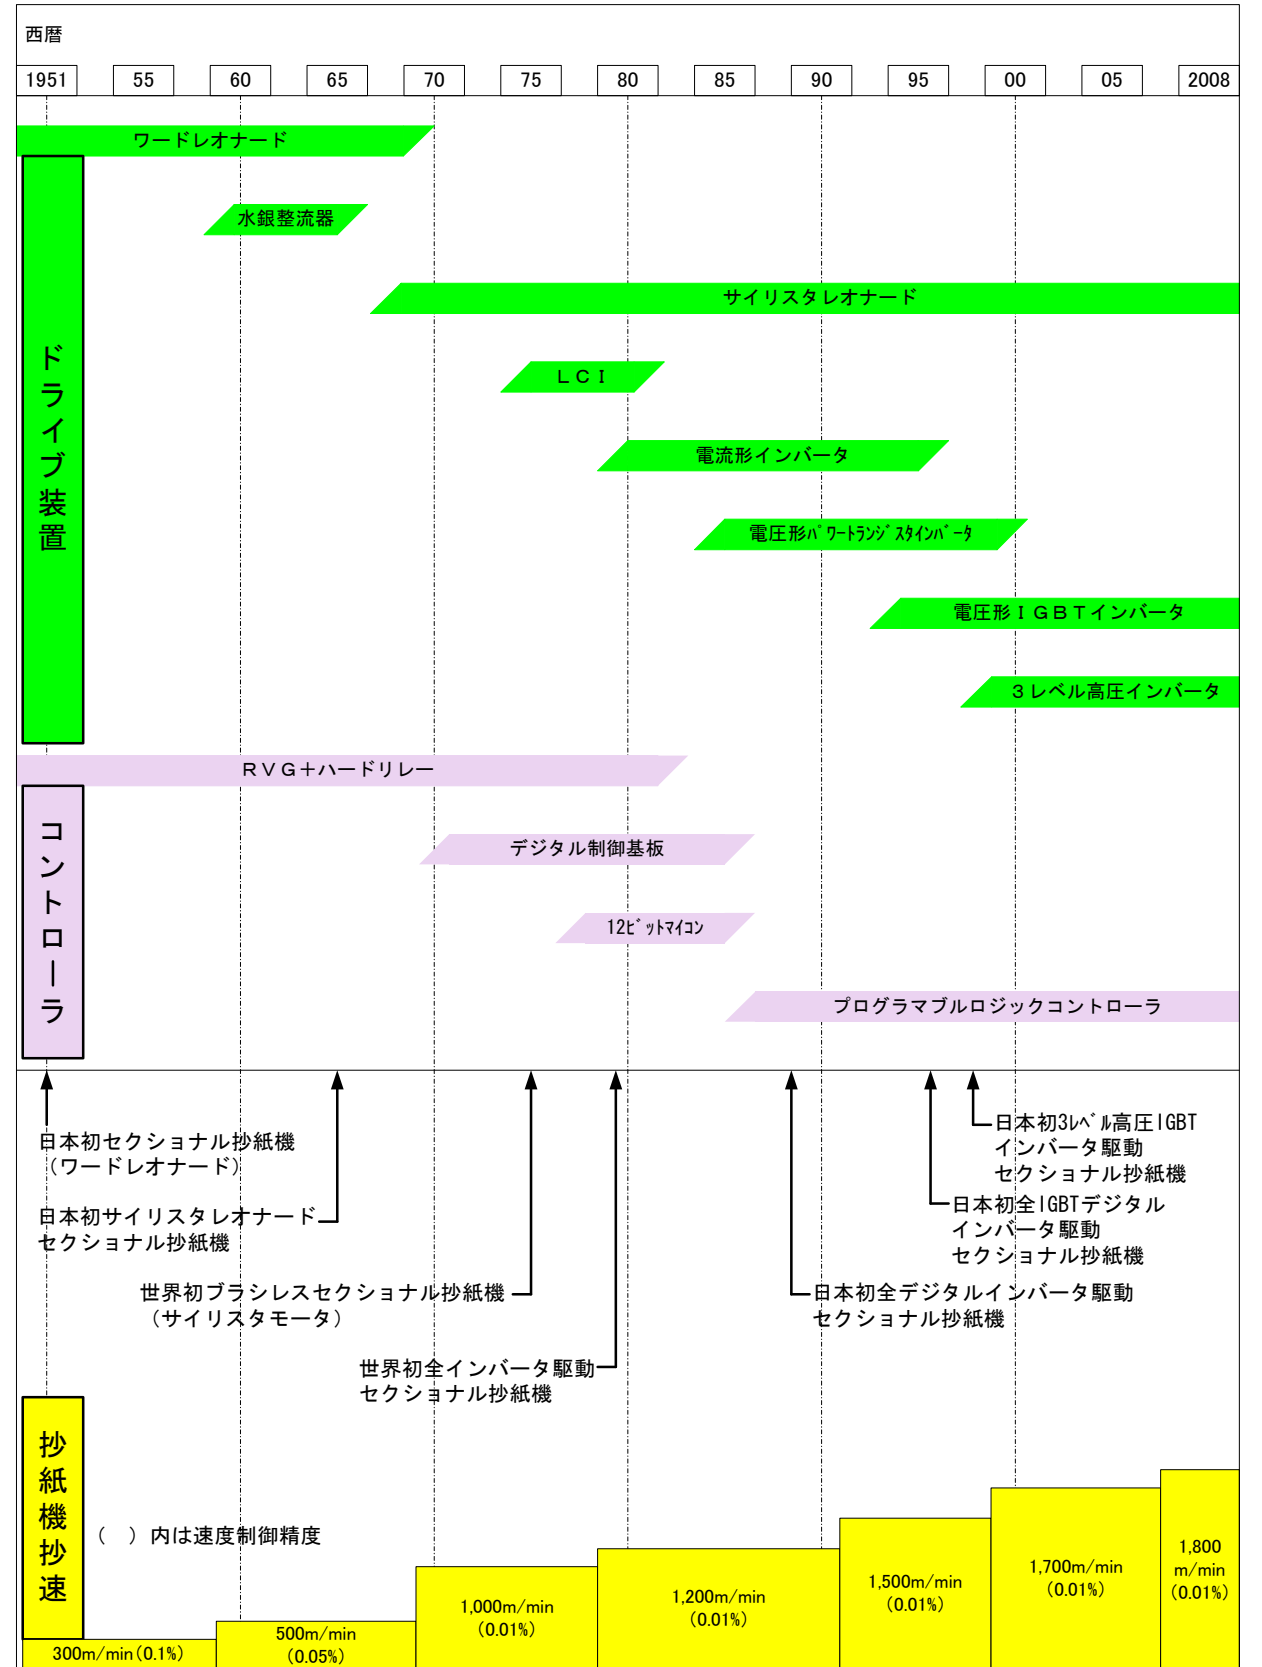 西暦
1951 55 60 65 70 75 80 85 90 95 00 05 2008
ワードレオナード
水銀整流器
サイリスタレオナード
ＬＣＩ
電流形インバータ
電圧形ﾊﾟﾜｰﾄﾗﾝｼﾞｽﾀｲﾝﾊﾞｰﾀ
電圧形ＩＧＢＴインバータ
３レベル高圧インバータ
ドライブ装置
ＲＶＧ＋ハードリレー
デジタル制御基板
12ﾋﾞｯﾄﾏｲｺﾝ
プログラマブルロジックコントローラ
コントローラ
日本初セクショナル抄紙機
（ワードレオナード）
日本初サイリスタレオナード
セクショナル抄紙機
世界初ブラシレスセクショナル抄紙機
（サイリスタモータ）
世界初全インバータ駆動
セクショナル抄紙機
日本初全デジタルインバータ駆動
セクショナル抄紙機
日本初全IGBTデジタル
インバータ駆動
セクショナル抄紙機
日本初3ﾚﾍﾞﾙ高圧IGBT
インバータ駆動
セクショナル抄紙機
抄紙機抄速
（　）内は速度制御精度
300m/min(0.1%)
500m/min
(0.05%)
1,000m/min
(0.01%)
1,200m/min
(0.01%)
1,500m/min
(0.01%)
1,700m/min
(0.01%)
1,800
m/min
(0.01%)